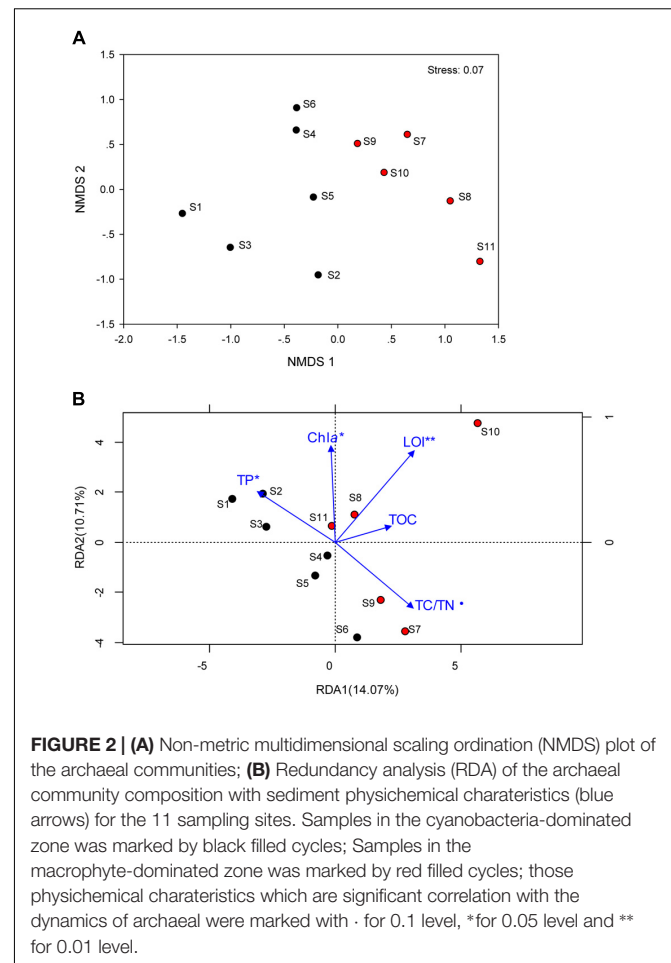 A
1.5
1.0
.5
0.0
-.5
-1.0
-1.5
NMDS 2
Stress: 0.07
S6
S4
S9
S7
S10
S5
S8
S1
S3
S2
S11
-2.0 -1.5 -1.0 -.5 0.0 .5 1.0 1.5
NMDS 1
B
4
2
0
-2
-4
RDA2(10.71%)
1
0
S10
Chla*
LOI**
TP*
S2
S1
S8
S11
S3
TOC
S4
S5
S9
TC/TN ·
S6
S7
-5 0 5
RDA1(14.07%)
FIGURE 2 | (A) Non-metric multidimensional scaling ordination (NMDS) plot of
the archaeal communities; (B) Redundancy analysis (RDA) of the archaeal
community composition with sediment physichemical charateristics (blue
arrows) for the 11 sampling sites. Samples in the cyanobacteria-dominated
zone was marked by black filled cycles; Samples in the
macrophyte-dominated zone was marked by red filled cycles; those
physichemical charateristics which are significant correlation with the
dynamics of archaeal were marked with · for 0.1 level, *for 0.05 level and **
for 0.01 level.